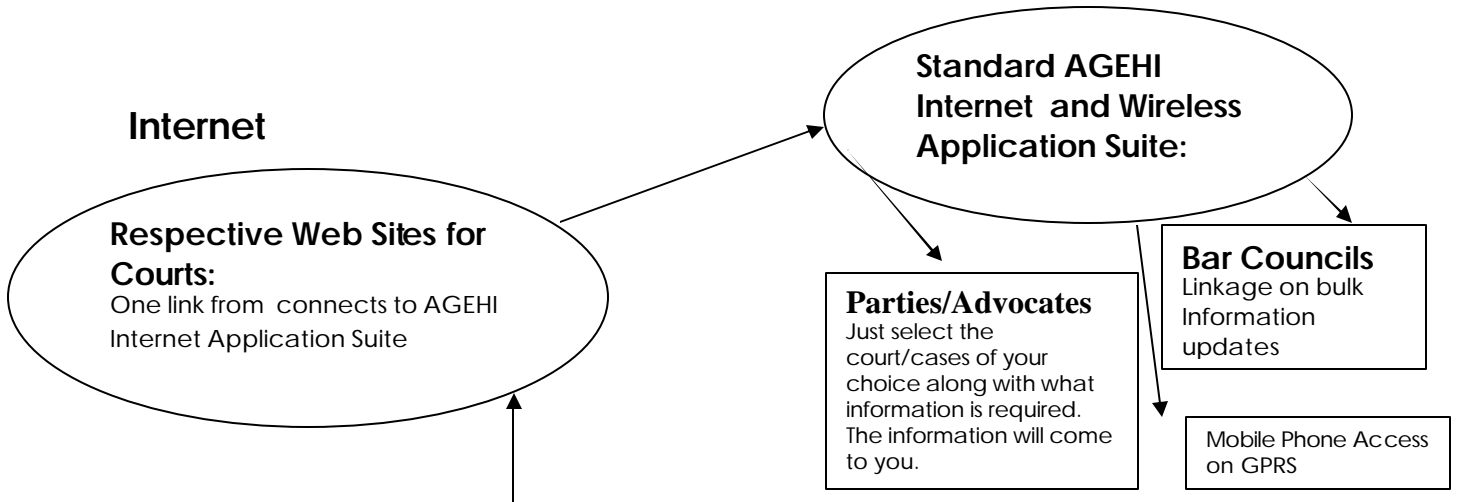 Internet
Respective Web Sites for
Courts:
One link from connects to AGEHI
Internet Application Suite
Standard AGEHI
Internet and Wireless
Application Suite:
Parties/Advocates
Just select the
court/cases of your
choice along with what
information is required.
The information will come
to you.
Bar Councils
Linkage on bulk
Information
updates
Mobile Phone Access
on GPRS